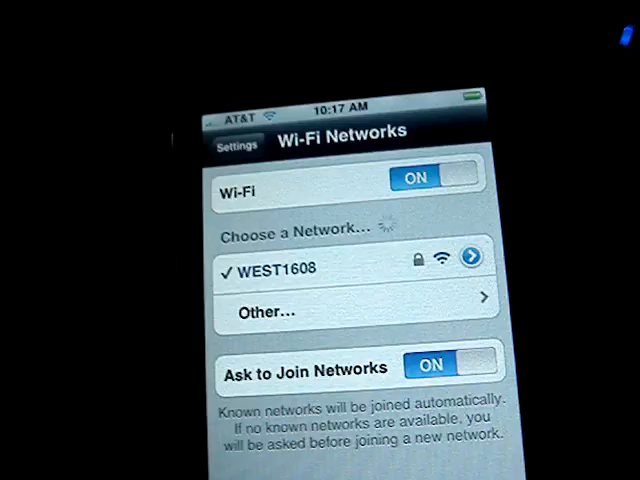 AT&T 10:17 AM
Settings Wi-Fi Networks
Wi-Fi ON
Choose a Network...
WEST1608
Other...
Ask to Join Networks ON
Known networks will be joined automatically.
If no known networks are available, you
will be asked before joining a new network.